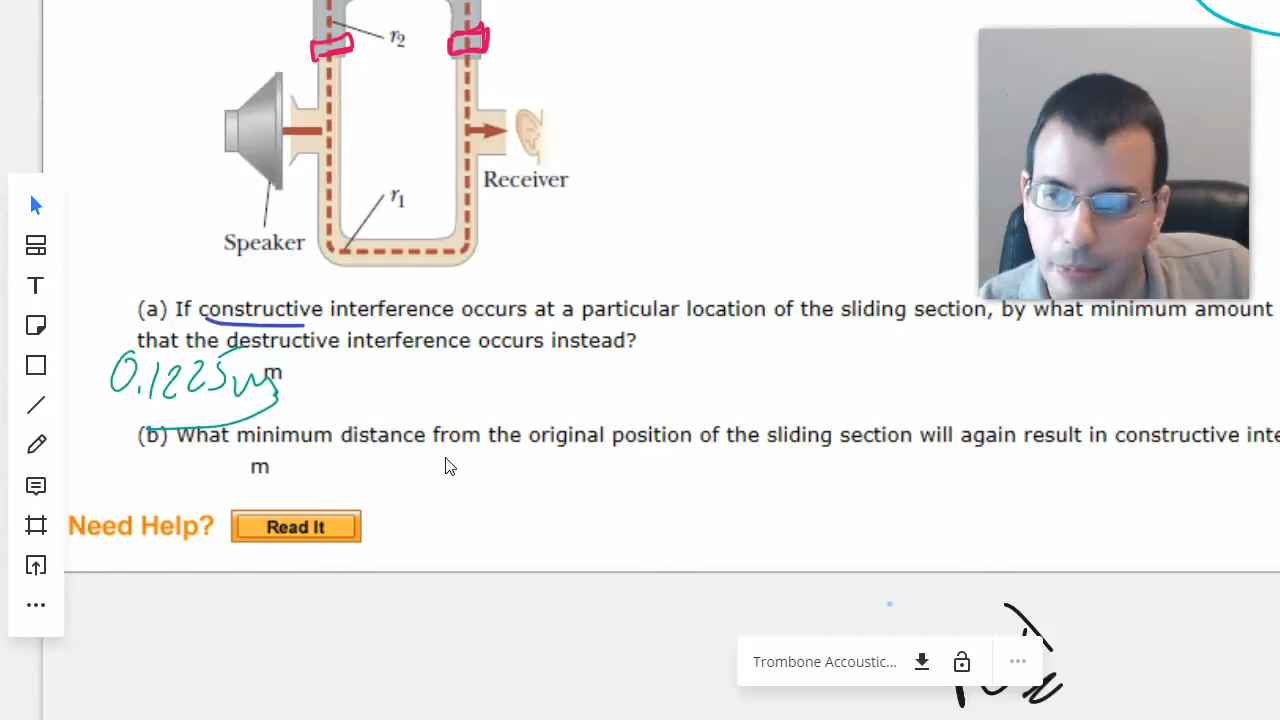 r2
Receiver
r1
Speaker
(a) If constructive interference occurs at a particular location of the sliding section, by what minimum amount
that the destructive interference occurs instead?
0.1225m
m
(b) What minimum distance from the original position of the sliding section will again result in constructive inte
m
Need Help? Read It
T
Trombone Accoustic...